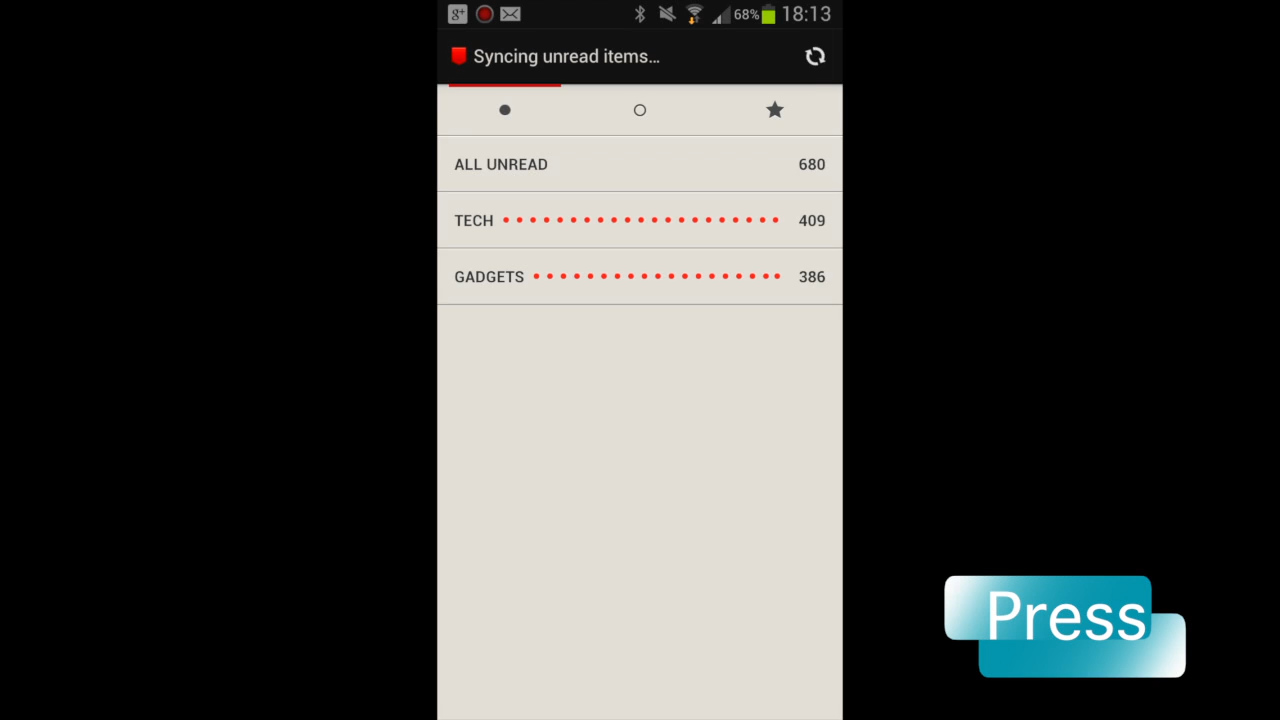 g+ 68% 18:13
Syncing unread items...
ALL UNREAD 680
TECH 409
GADGETS 386
Press